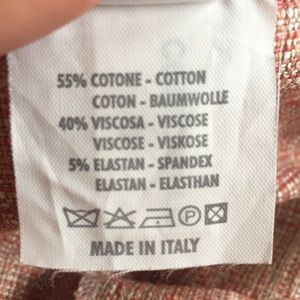 55% COTONE - COTTON
COTON - BAUMWOLLE
40% VISCOSA - VISCOSE
VISCOSE - VISKOSE
5% ELASTAN - SPANDEX
ELASTAN - ELASTHAN
P
MADE IN ITALY